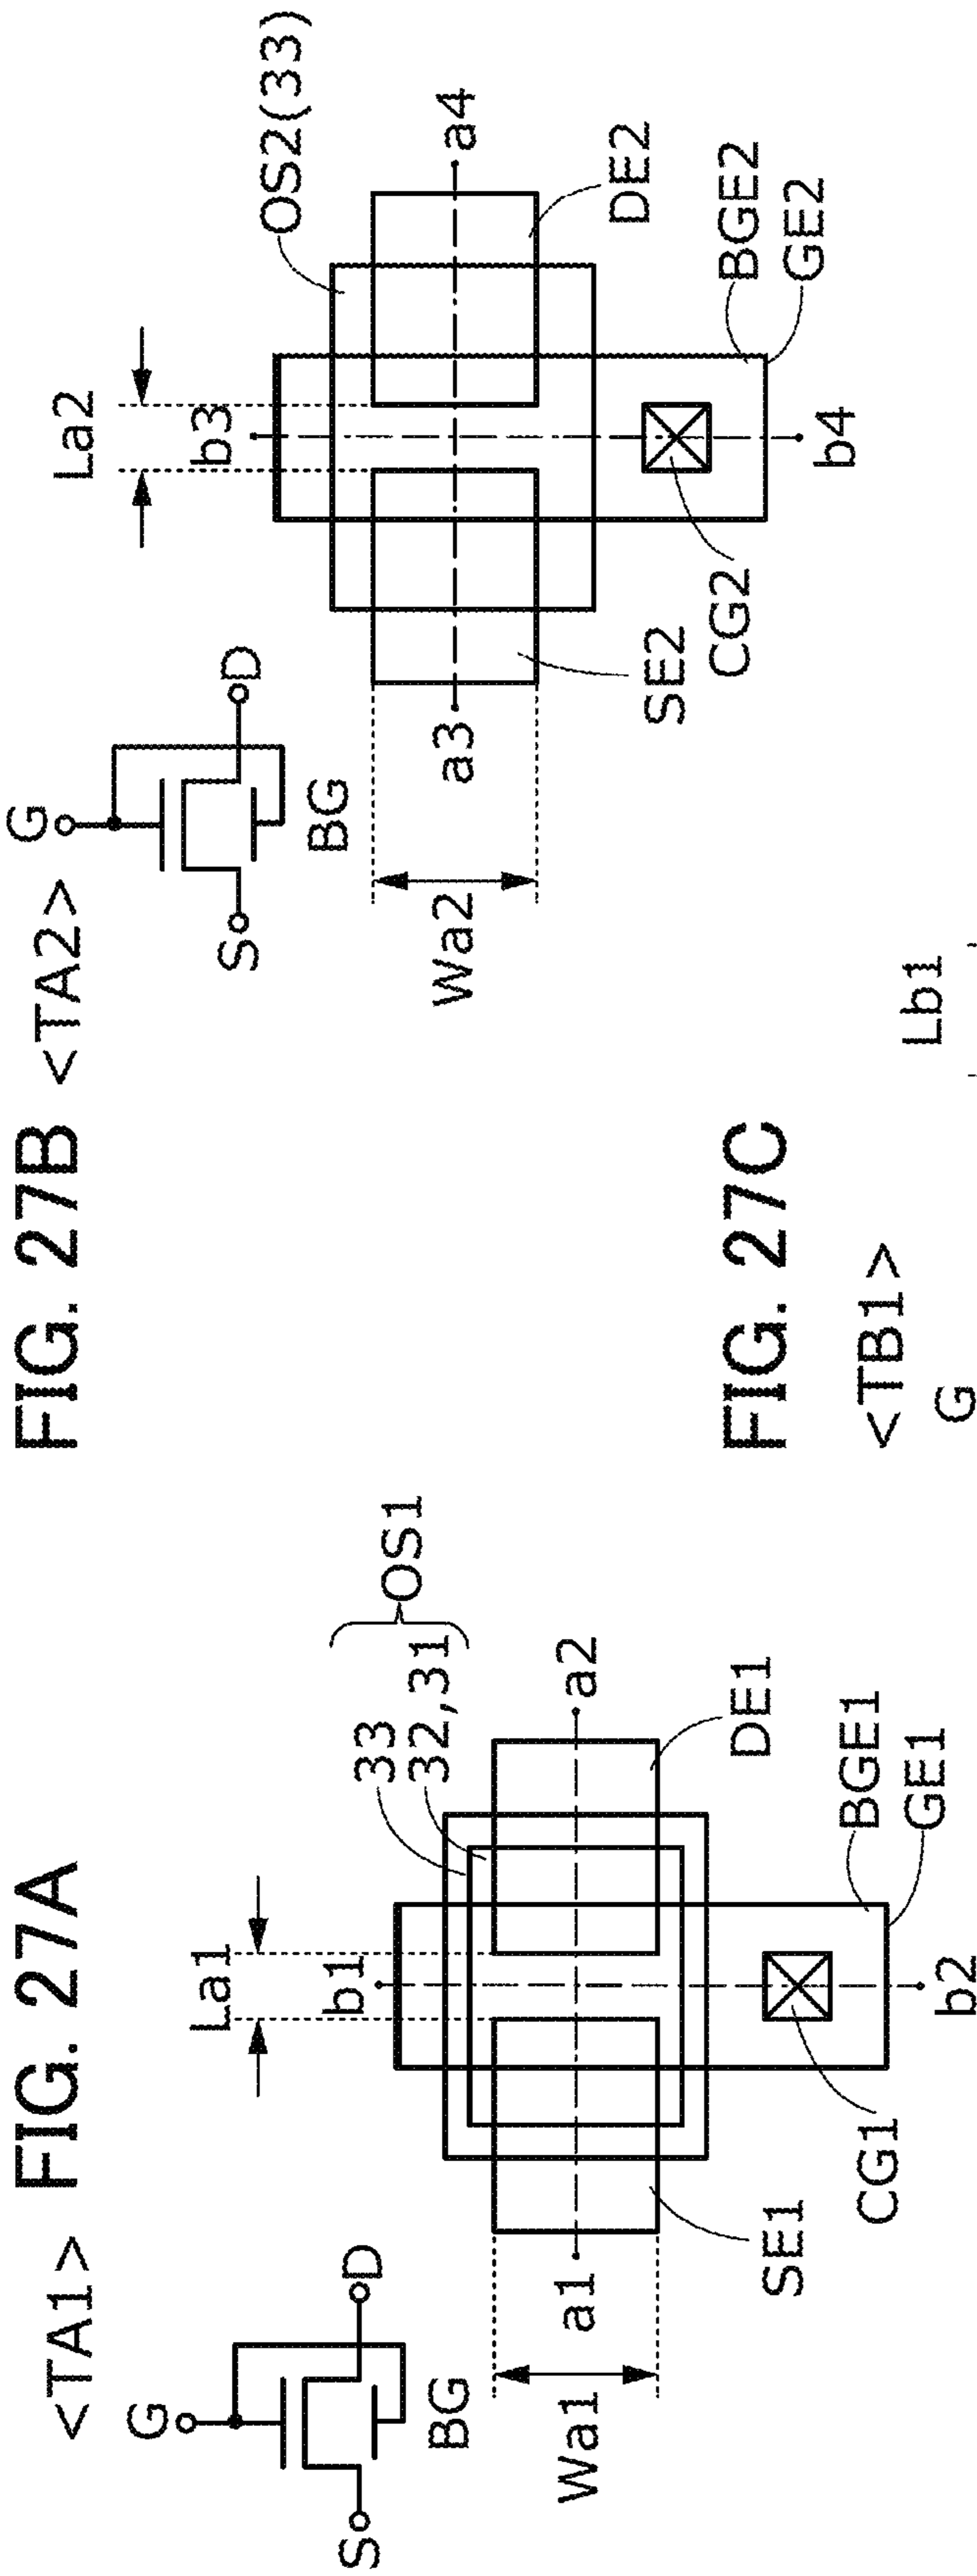 <TA1> FIG. 27A
G
S
D
BG
La1
b1
33
32,31
OS1
Wa1
a1
a2
SE1
DE1
CG1
BGE1
GE1
b2
FIG. 27B <TA2>
G
S
D
BG
La2
b3
OS2(33)
Wa2
a3
a4
SE2
DE2
CG2
BGE2
GE2
b4
FIG. 27C
<TB1>
G
Lb1